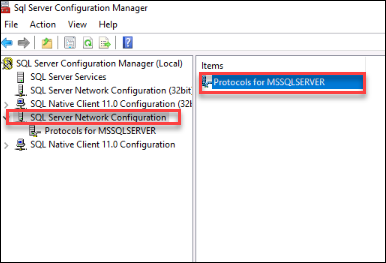 Sql Server Configuration Manager
File Action View Help
SQL Server Configuration Manager (Local)
SQL Server Services
SQL Server Network Configuration (32bit)
SQL Native Client 11.0 Configuration (32bit
SQL Server Network Configuration
Protocols for MSSQLSERVER
SQL Native Client 11.0 Configuration
Items
Protocols for MSSQLSERVER